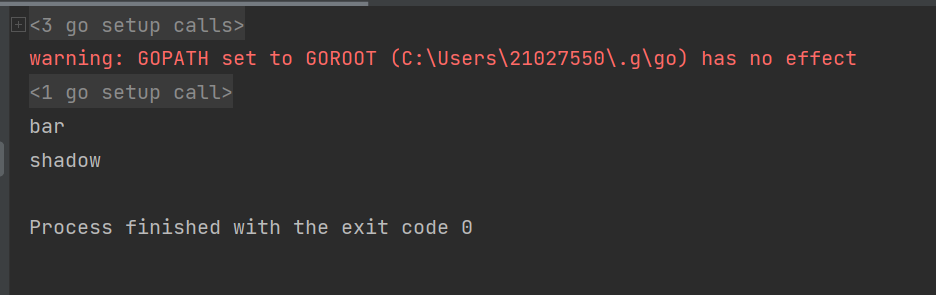 <3 go setup calls>
warning: GOPATH set to GOROOT (C:\Users\21027550\.g\go) has no effect
<1 go setup call>
bar
shadow
Process finished with the exit code 0